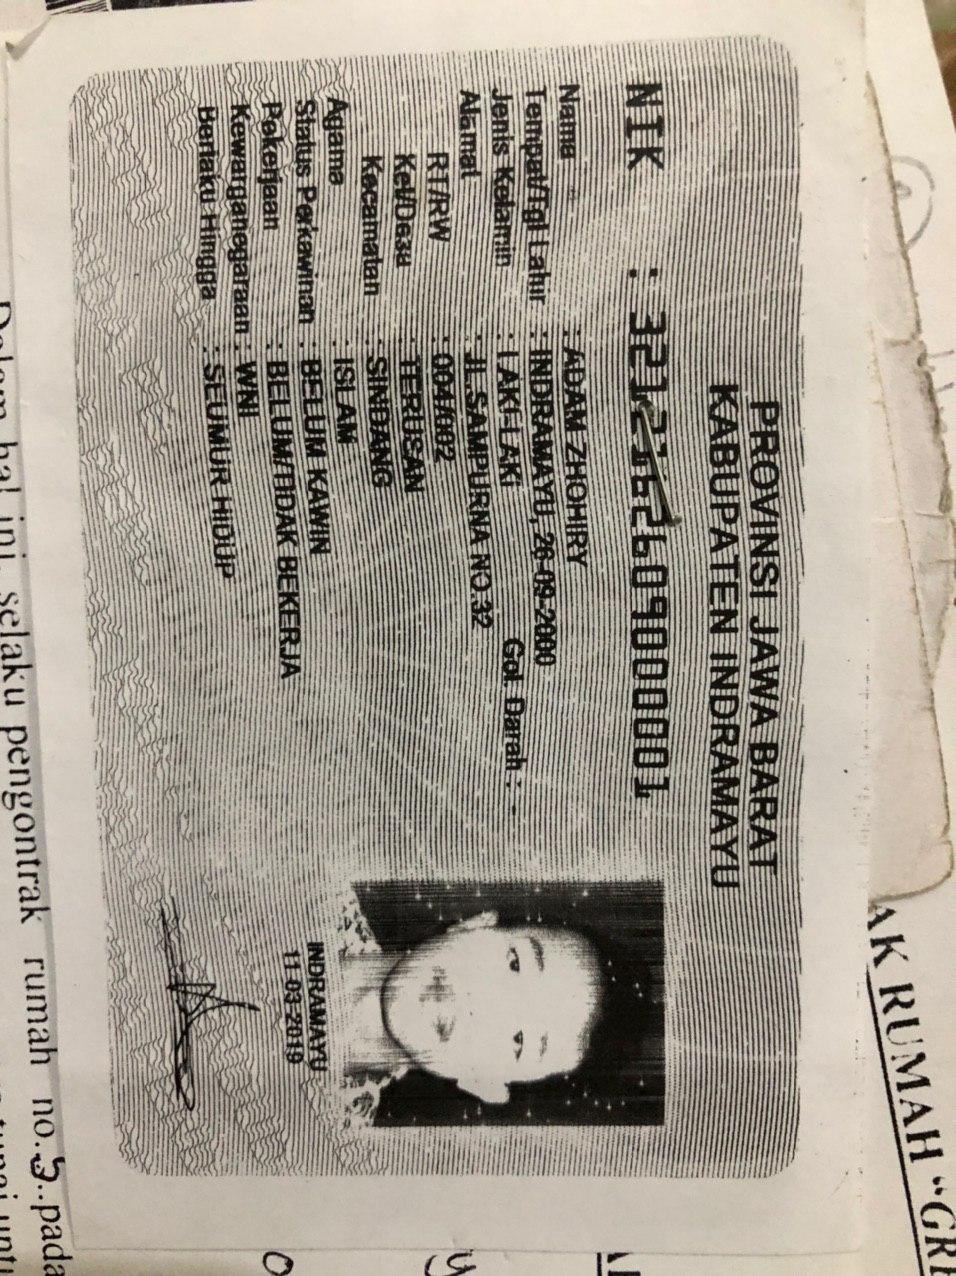 AK RUMAH "GRE
PROVINSI JAWA BARAT
KABUPATEN INDRAMAYU
NIK : 3212162609000001
Nama : ADAM ZHOHIRY
Tempat/Tgl Lahir : INDRAMAYU, 26-09-2000
Jenis Kelamin : LAKI-LAKI Gol. Darah : -
Alamat : JL.SAMPURNA NO.32
RT/RW : 004/002
Kel/Desa : TERUSAN
Kecamatan : SINDANG
Agama : ISLAM
Status Perkawinan : BELUM KAWIN
Pekerjaan : BELUM/TIDAK BEKERJA
Kewarganegaraan : WNI
Berlaku Hingga : SEUMUR HIDUP
INDRAMAYU
11-03-2019
Dalam hal ini, selaku pengontrak rumah no..5..pada
tunai untu